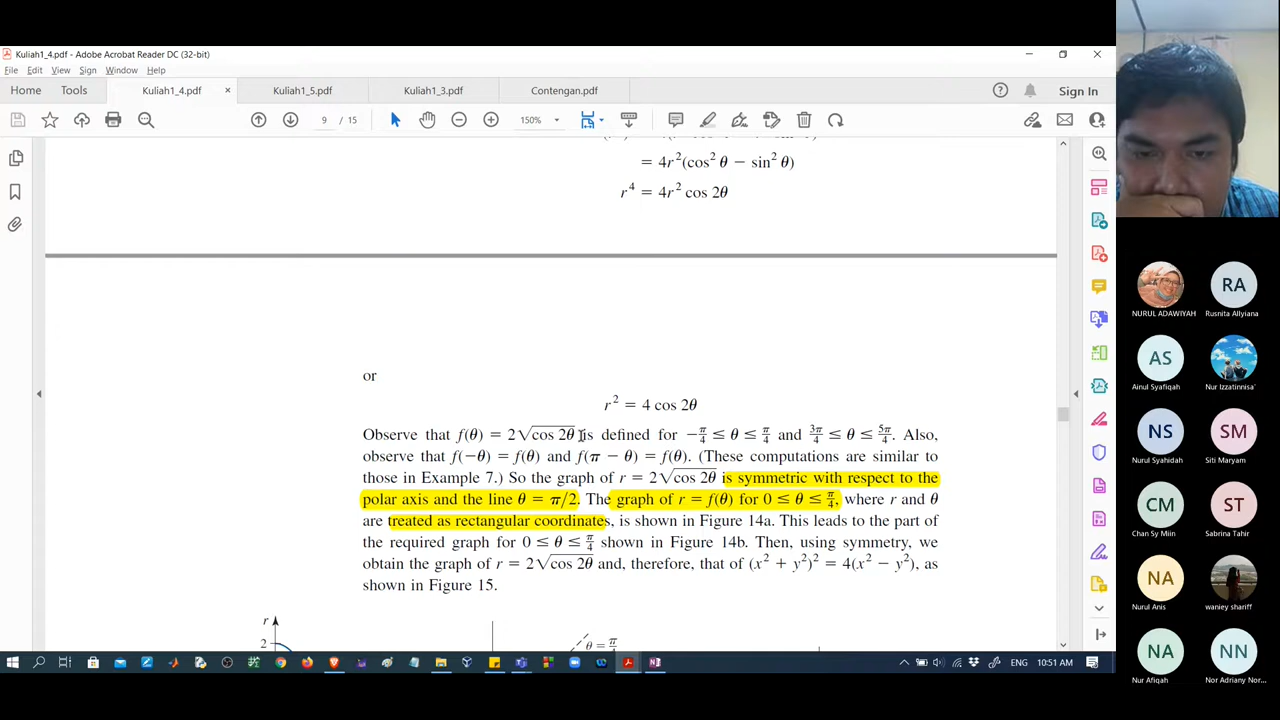 Kuliah1_4.pdf - Adobe Acrobat Reader DC (32-bit)
File Edit View Sign Window Help
Home Tools Kuliah1_4.pdf × Kuliah1_5.pdf Kuliah1_3.pdf Contengan.pdf Sign In
9 / 15 150%
= 4r² (cos² θ − sin² θ)
r⁴ = 4r² cos 2θ
or
r² = 4 cos 2θ
Observe that f(θ) = 2√cos 2θ is defined for −π/4 ≤ θ ≤ π/4 and 3π/4 ≤ θ ≤ 5π/4. Also,
observe that f(−θ) = f(θ) and f(π − θ) = f(θ). (These computations are similar to
those in Example 7.) So the graph of r = 2√cos 2θ is symmetric with respect to the
polar axis and the line θ = π/2. The graph of r = f(θ) for 0 ≤ θ ≤ π/4, where r and θ
are treated as rectangular coordinates, is shown in Figure 14a. This leads to the part of
the required graph for 0 ≤ θ ≤ π/4 shown in Figure 14b. Then, using symmetry, we
obtain the graph of r = 2√cos 2θ and, therefore, that of (x² + y²)² = 4(x² − y²), as
shown in Figure 15.
r
2
θ = π/4
NURUL ADAWIYAH
RA
Rusnita Allyiana
AS
Ainul Syafiqah
Nur Izzatinnisa'
NS
Nurul Syahidah
SM
Siti Maryam
CM
Chan Sy Miin
ST
Sabrina Tahir
NA
Nurul Anis
waniey shariff
NA
Nur Afiqah
NN
Nor Adriany Nor...
ENG 10:51 AM